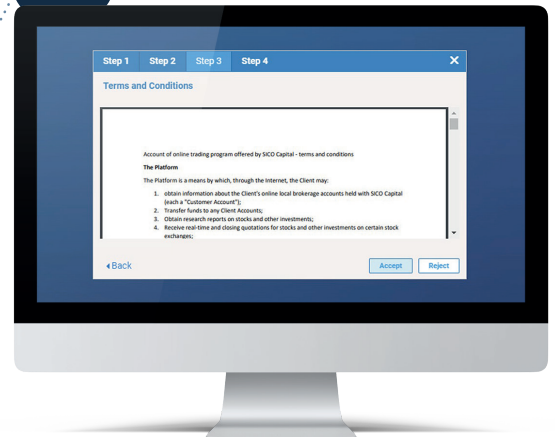 Step 1 Step 2 Step 3 Step 4 X
Terms and Conditions
Account of online trading program offered by SICO Capital - terms and conditions
The Platform
The Platform is a means by which, through the Internet, the Client may:
1. obtain information about the Client's online local brokerage accounts held with SICO Capital
(each a "Customer Account");
2. Transfer funds to any Client Accounts;
3. Obtain research reports on stocks and other investments;
4. Receive real-time and closing quotations for stocks and other investments on certain stock
exchanges;
Back Accept Reject